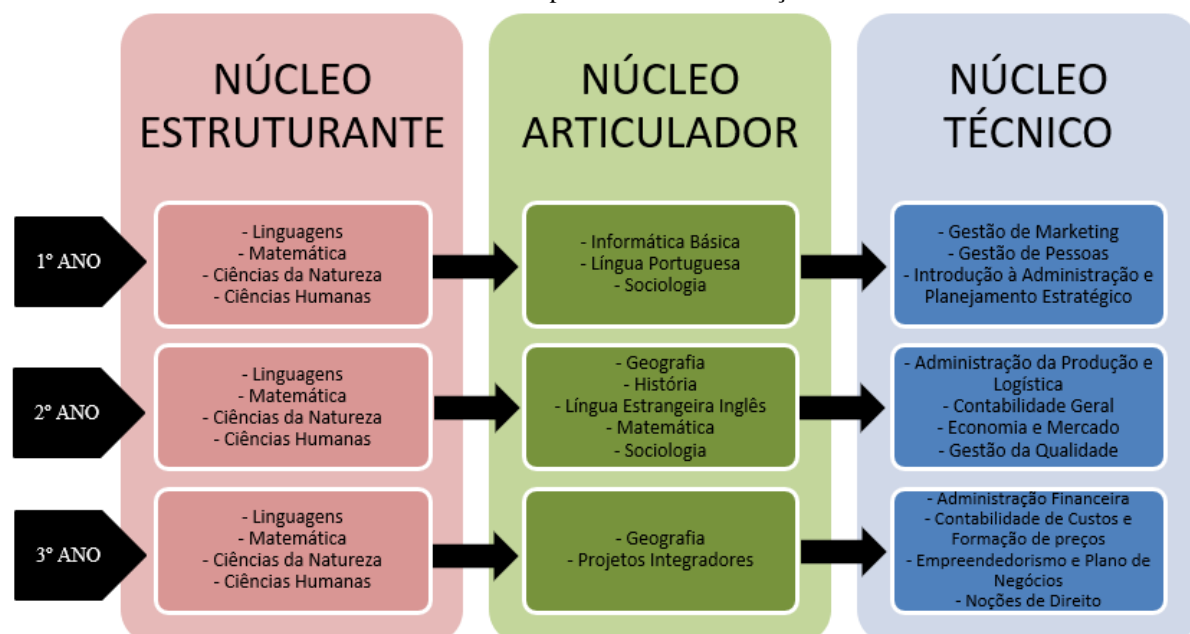 NÚCLEO
ESTRUTURANTE
NÚCLEO
ARTICULADOR
NÚCLEO
TÉCNICO
1º ANO
- Linguagens
- Matemática
- Ciências da Natureza
- Ciências Humanas
- Informática Básica
- Língua Portuguesa
- Sociologia
- Gestão de Marketing
- Gestão de Pessoas
- Introdução à Administração e
Planejamento Estratégico
2º ANO
- Linguagens
- Matemática
- Ciências da Natureza
- Ciências Humanas
- Geografia
- História
- Língua Estrangeira Inglês
- Matemática
- Sociologia
- Administração da Produção e
Logística
- Contabilidade Geral
- Economia e Mercado
- Gestão da Qualidade
3º ANO
- Linguagens
- Matemática
- Ciências da Natureza
- Ciências Humanas
- Geografia
- Projetos Integradores
- Administração Financeira
- Contabilidade de Custos e
Formação de preços
- Empreendedorismo e Plano de
Negócios
- Noções de Direito